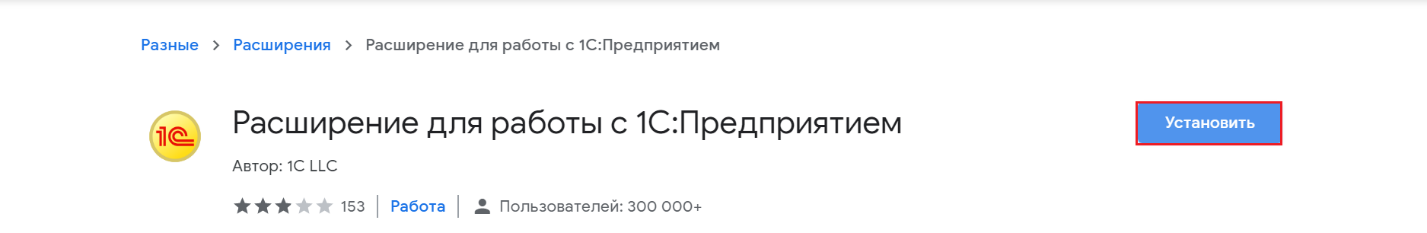 Разные > Расширения > Расширение для работы с 1С:Предприятием
1С
Расширение для работы с 1С:Предприятием
Установить
Автор: 1C LLC
153 | Работа | Пользователей: 300 000+